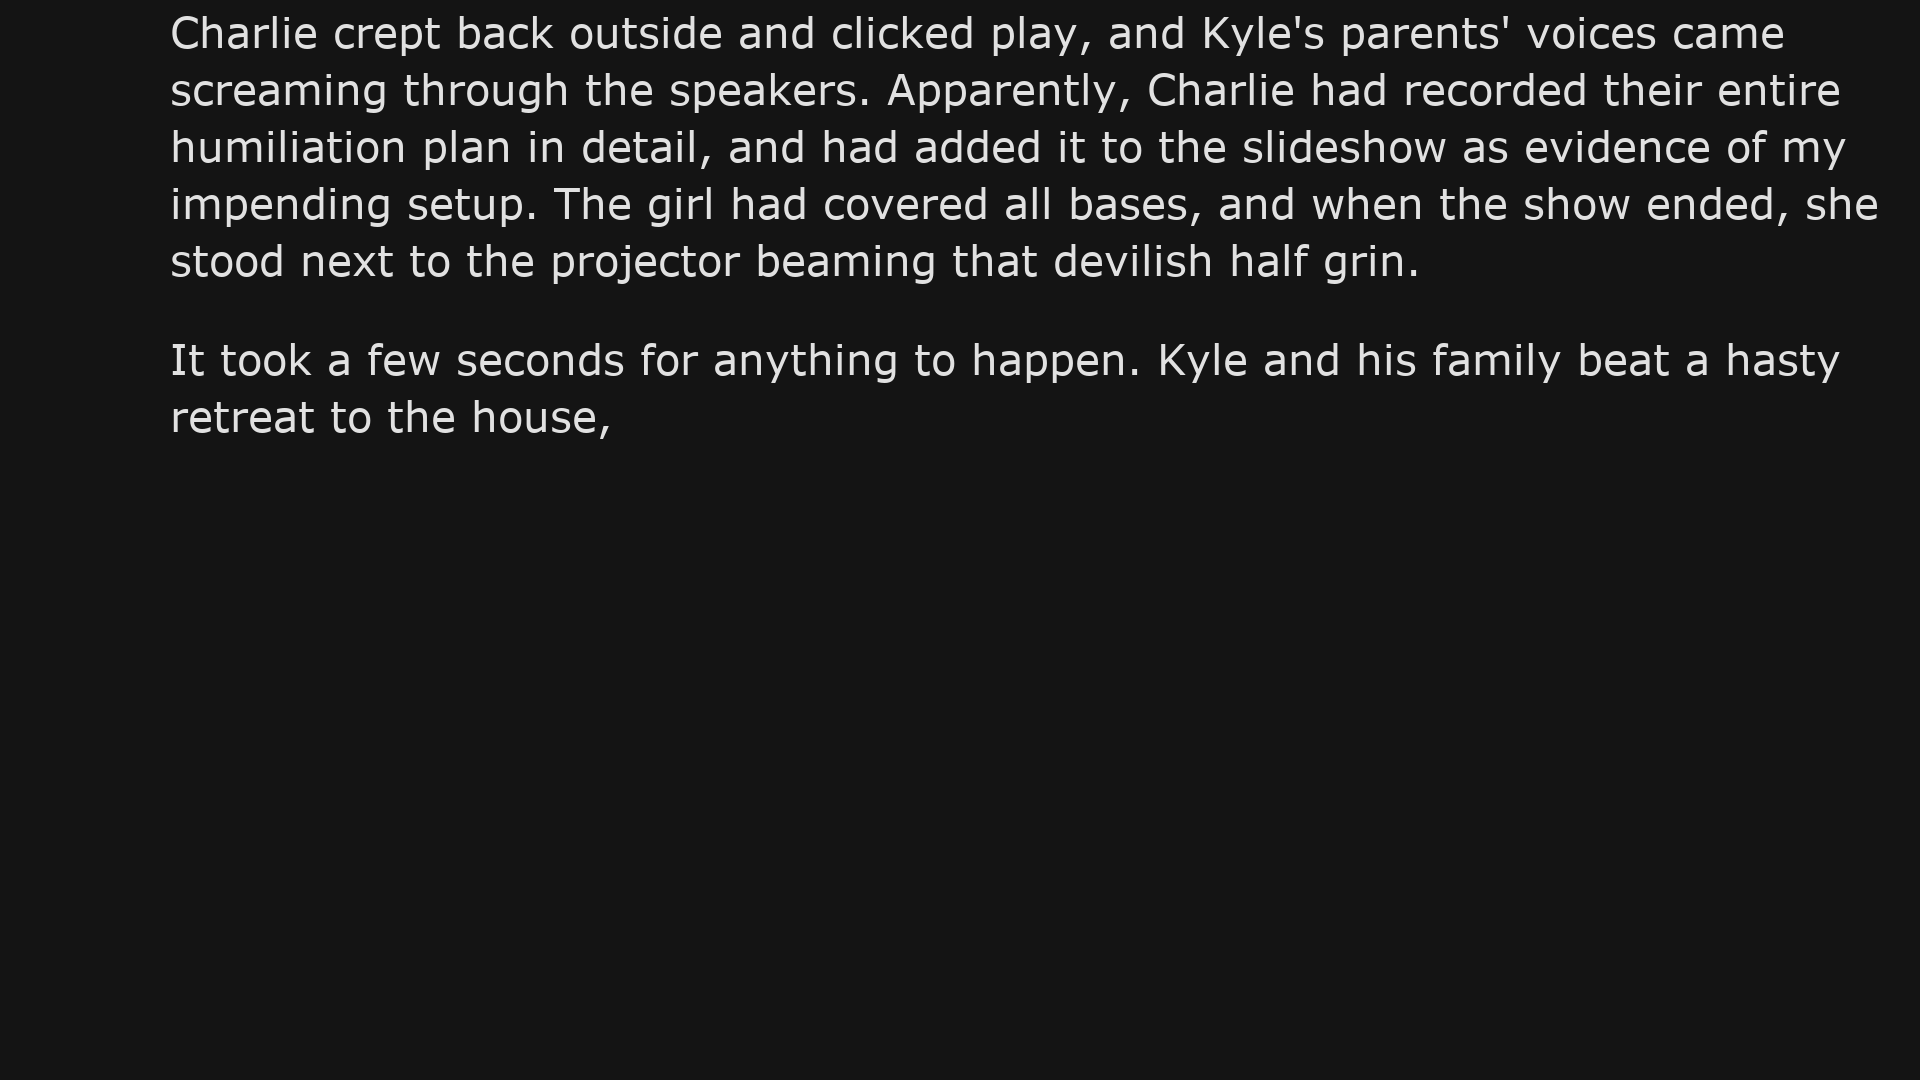 Charlie crept back outside and clicked play, and Kyle's parents' voices came
screaming through the speakers. Apparently, Charlie had recorded their entire
humiliation plan in detail, and had added it to the slideshow as evidence of my
impending setup. The girl had covered all bases, and when the show ended, she
stood next to the projector beaming that devilish half grin.
It took a few seconds for anything to happen. Kyle and his family beat a hasty
retreat to the house,